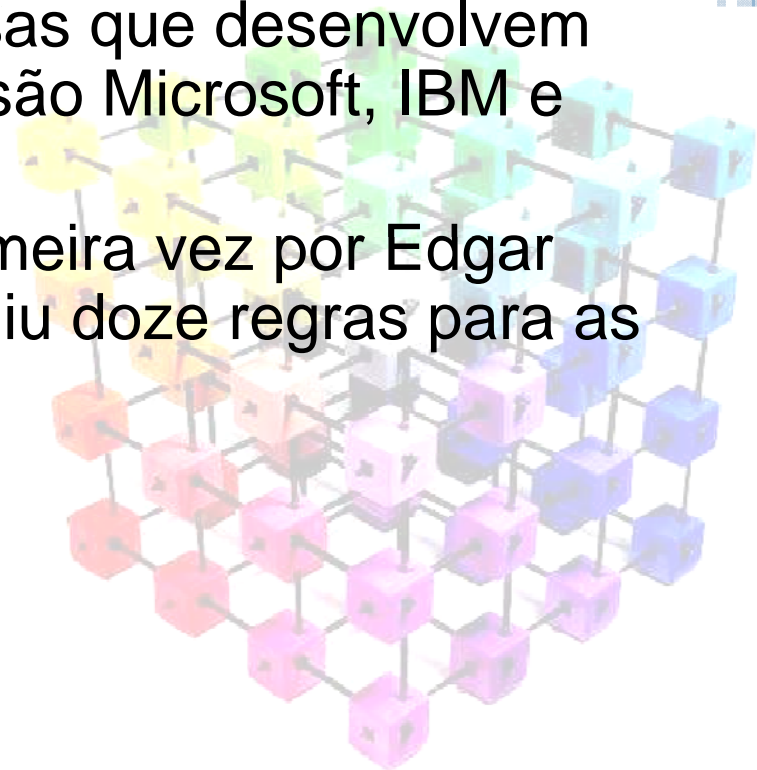 sas que desenvolvem
são Microsoft, IBM e
meira vez por Edgar
iu doze regras para as